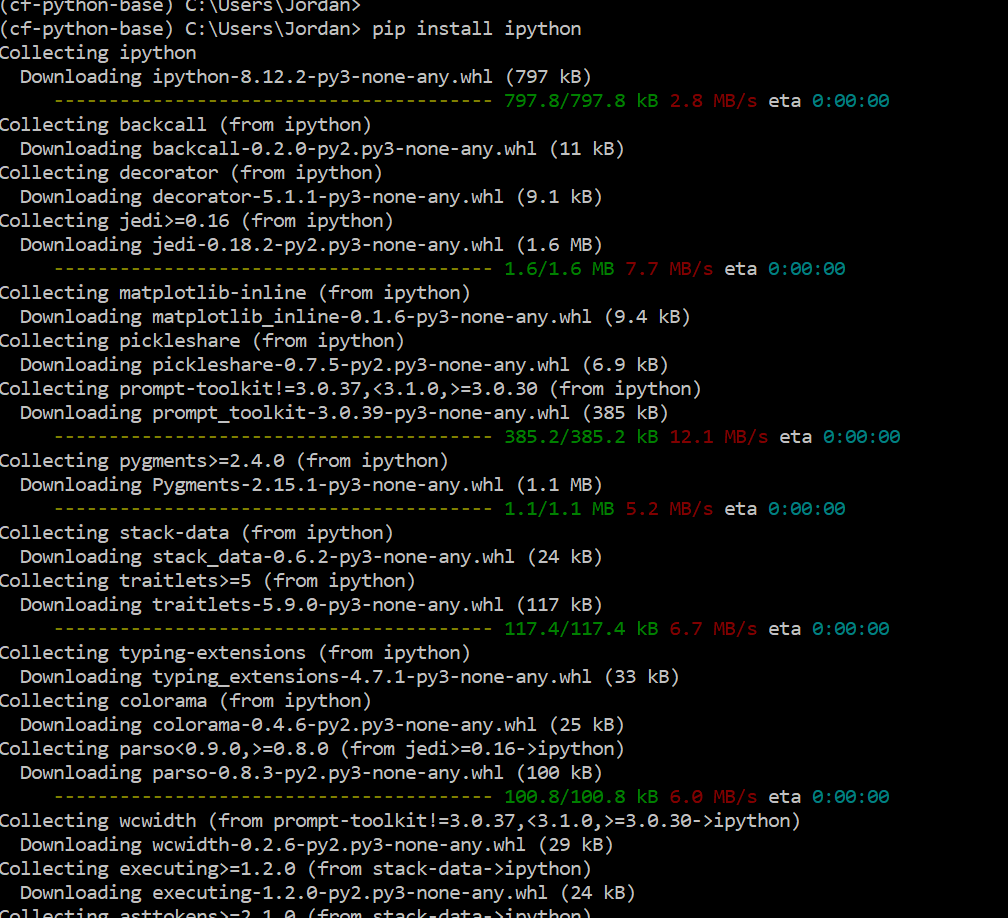 (cf-python-base) C:\Users\Jordan>
(cf-python-base) C:\Users\Jordan> pip install ipython
Collecting ipython
  Downloading ipython-8.12.2-py3-none-any.whl (797 kB)
     ---------------------------------------- 797.8/797.8 kB 2.8 MB/s eta 0:00:00
Collecting backcall (from ipython)
  Downloading backcall-0.2.0-py2.py3-none-any.whl (11 kB)
Collecting decorator (from ipython)
  Downloading decorator-5.1.1-py3-none-any.whl (9.1 kB)
Collecting jedi>=0.16 (from ipython)
  Downloading jedi-0.18.2-py2.py3-none-any.whl (1.6 MB)
     ---------------------------------------- 1.6/1.6 MB 7.7 MB/s eta 0:00:00
Collecting matplotlib-inline (from ipython)
  Downloading matplotlib_inline-0.1.6-py3-none-any.whl (9.4 kB)
Collecting pickleshare (from ipython)
  Downloading pickleshare-0.7.5-py2.py3-none-any.whl (6.9 kB)
Collecting prompt-toolkit!=3.0.37,<3.1.0,>=3.0.30 (from ipython)
  Downloading prompt_toolkit-3.0.39-py3-none-any.whl (385 kB)
     ---------------------------------------- 385.2/385.2 kB 12.1 MB/s eta 0:00:00
Collecting pygments>=2.4.0 (from ipython)
  Downloading Pygments-2.15.1-py3-none-any.whl (1.1 MB)
     ---------------------------------------- 1.1/1.1 MB 5.2 MB/s eta 0:00:00
Collecting stack-data (from ipython)
  Downloading stack_data-0.6.2-py3-none-any.whl (24 kB)
Collecting traitlets>=5 (from ipython)
  Downloading traitlets-5.9.0-py3-none-any.whl (117 kB)
     ---------------------------------------- 117.4/117.4 kB 6.7 MB/s eta 0:00:00
Collecting typing-extensions (from ipython)
  Downloading typing_extensions-4.7.1-py3-none-any.whl (33 kB)
Collecting colorama (from ipython)
  Downloading colorama-0.4.6-py2.py3-none-any.whl (25 kB)
Collecting parso<0.9.0,>=0.8.0 (from jedi>=0.16->ipython)
  Downloading parso-0.8.3-py2.py3-none-any.whl (100 kB)
     ---------------------------------------- 100.8/100.8 kB 6.0 MB/s eta 0:00:00
Collecting wcwidth (from prompt-toolkit!=3.0.37,<3.1.0,>=3.0.30->ipython)
  Downloading wcwidth-0.2.6-py2.py3-none-any.whl (29 kB)
Collecting executing>=1.2.0 (from stack-data->ipython)
  Downloading executing-1.2.0-py2.py3-none-any.whl (24 kB)
Collecting asttokens>=2.1.0 (from stack-data->ipython)